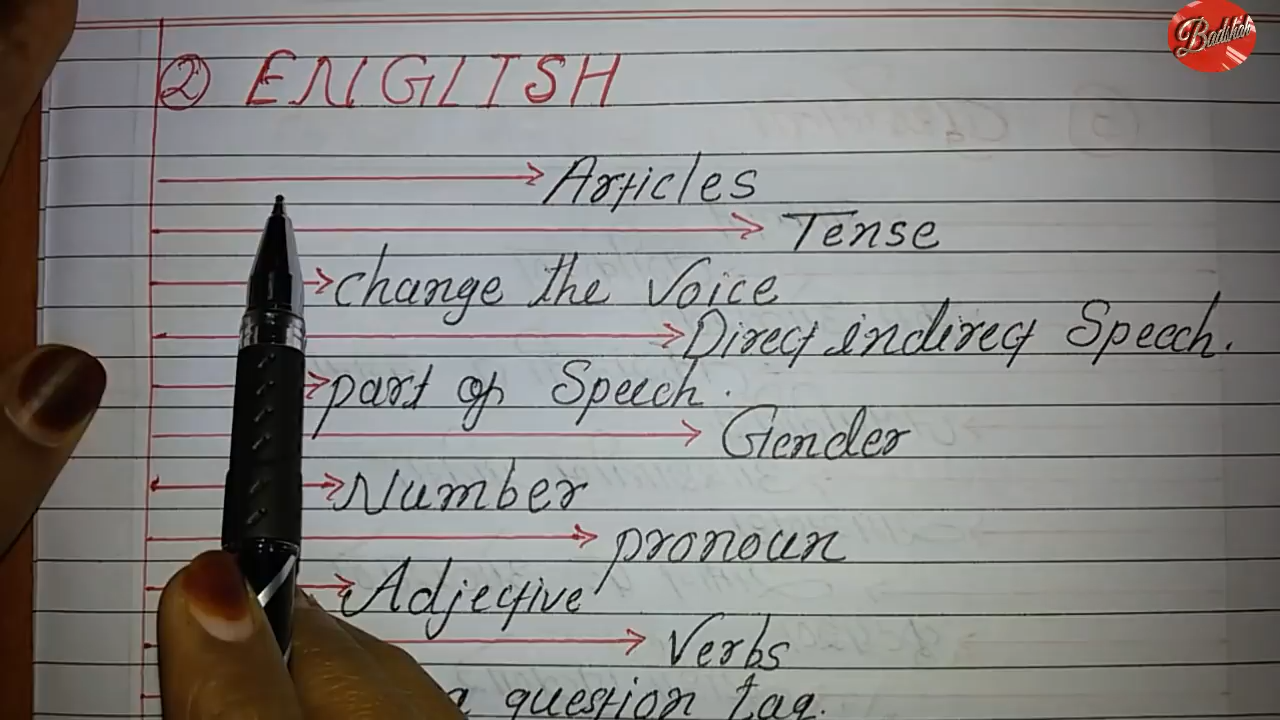 ② ENGLISH
Articles
Tense
change the Voice
Direct indirect Speech.
part of Speech.
Gender
Number
pronoun
Adjective
Verbs
a question tag.
Badshah